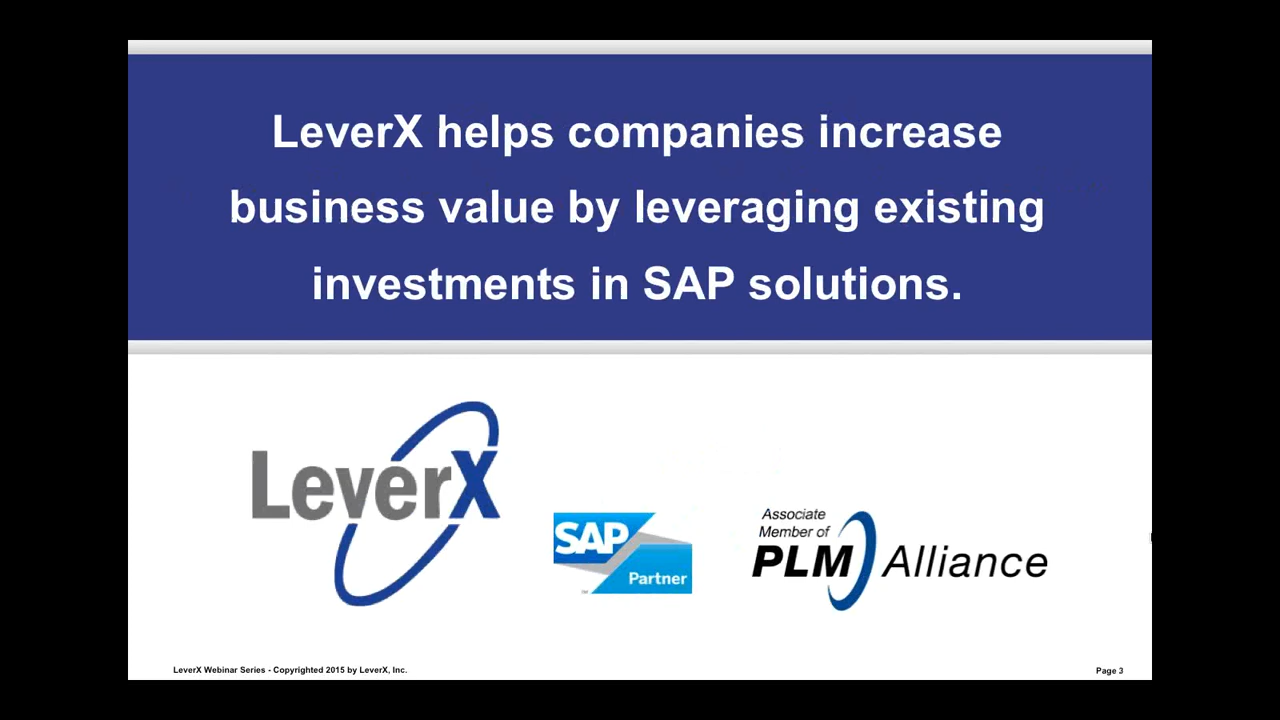 LeverX helps companies increase
business value by leveraging existing
investments in SAP solutions.
LeverX
SAP
Partner
™
Associate
Member of
PLM Alliance
LeverX Webinar Series - Copyrighted 2015 by LeverX, Inc.
Page 3